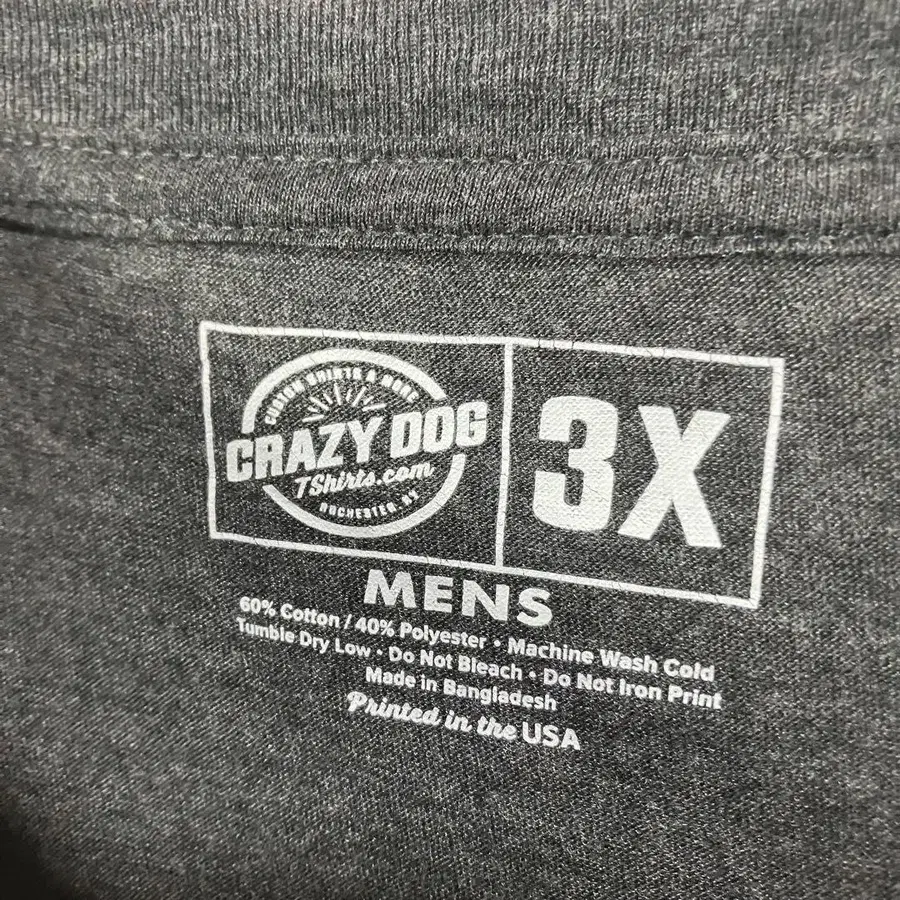 CUSTOM SHIRTS & MORE
CRAZY DOG
TShirts.com
ROCHESTER, NY
3X
MENS
60% Cotton / 40% Polyester • Machine Wash Cold
Tumble Dry Low • Do Not Bleach • Do Not Iron Print
Made in Bangladesh
Printed in the USA